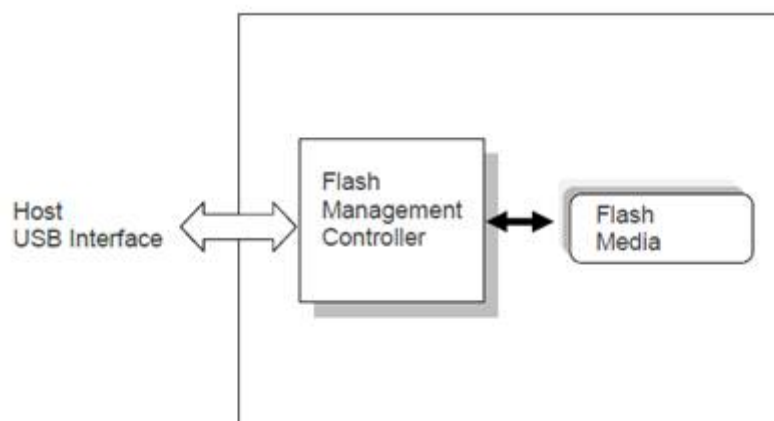 Host
USB Interface
Flash
Management
Controller
Flash
Media